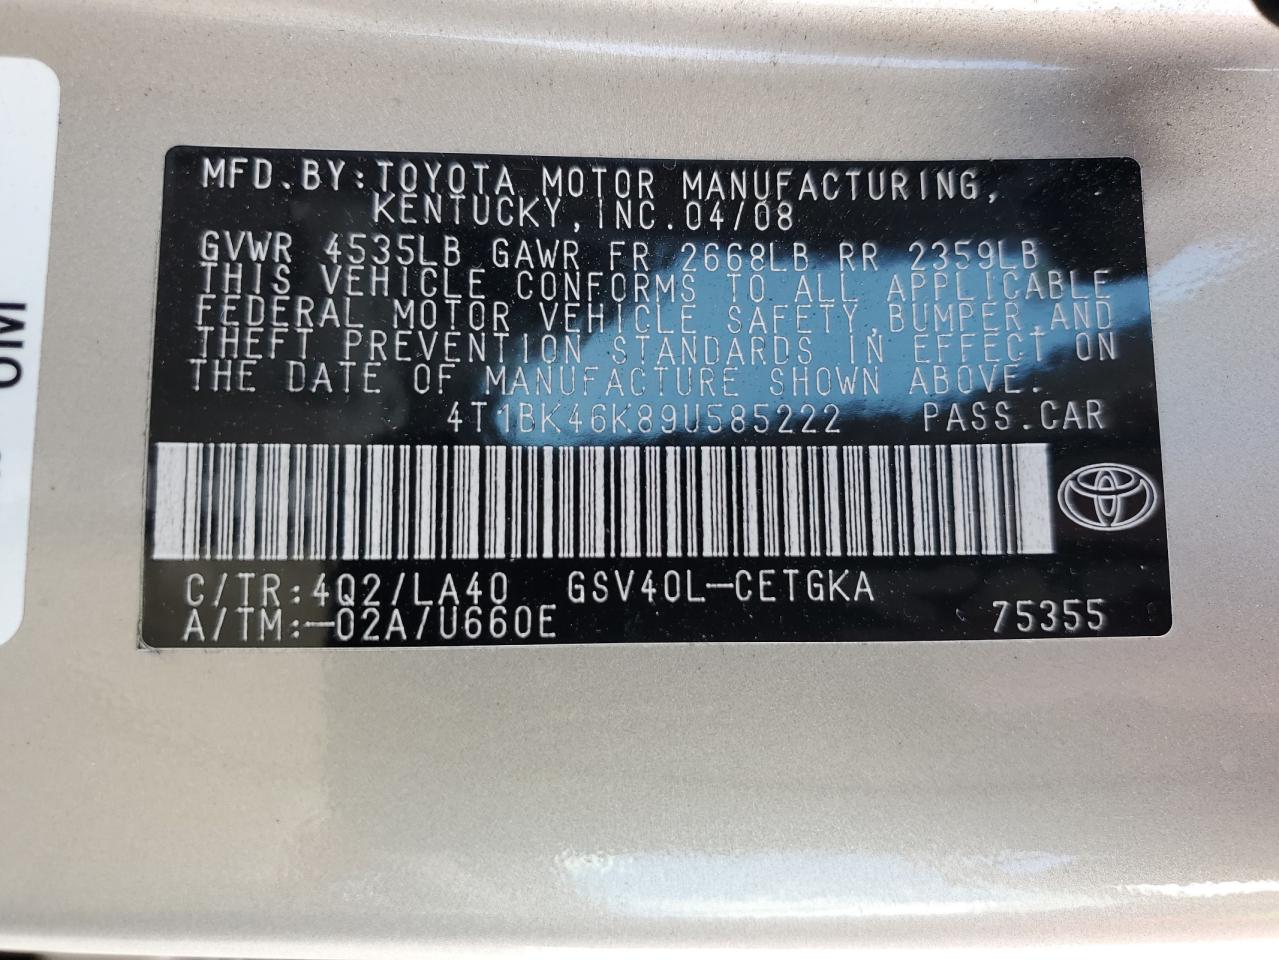 MFD.BY:TOYOTA MOTOR MANUFACTURING,
KENTUCKY,INC.04/08
GVWR 4535LB GAWR FR 2668LB RR 2359LB
THIS VEHICLE CONFORMS TO ALL APPLICABLE
FEDERAL MOTOR VEHICLE SAFETY,BUMPER,AND
THEFT PREVENTION STANDARDS IN EFFECT ON
THE DATE OF MANUFACTURE SHOWN ABOVE.
4T1BK46K89U585222 PASS.CAR
C/TR:4Q2/LA40 GSV40L-CETGKA
A/TM:-02A/U660E 75355